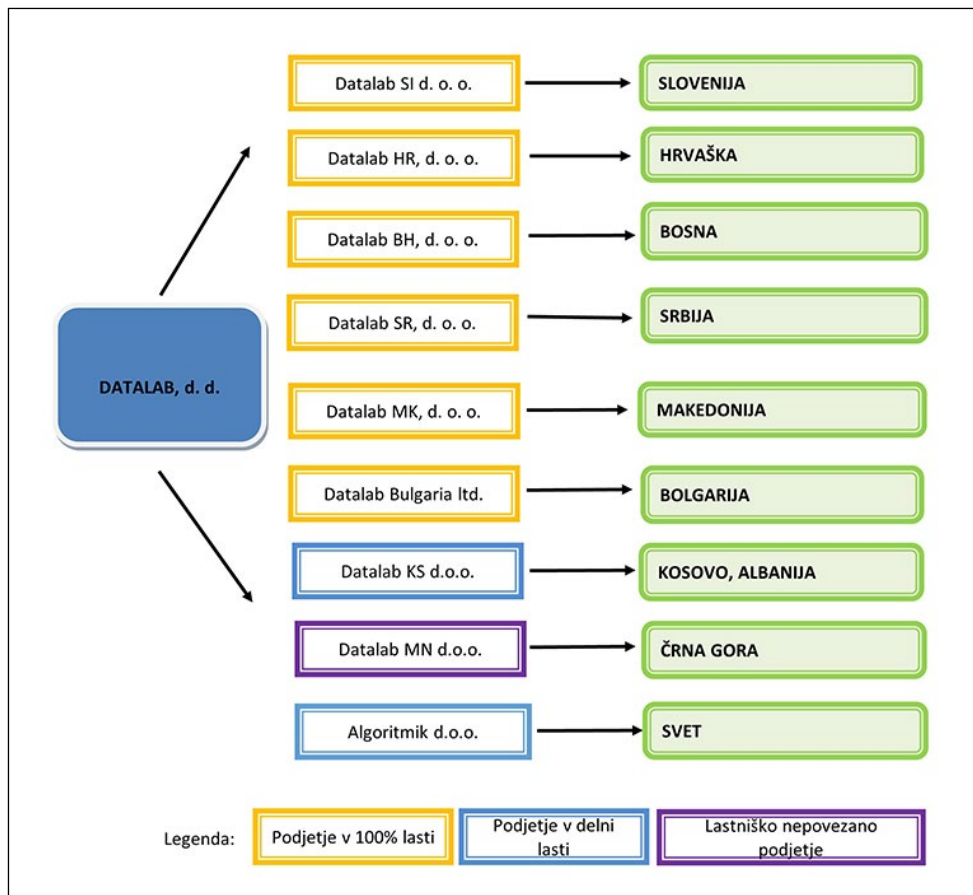 Datalab SI d. o. o.
SLOVENIJA
Datalab HR, d. o. o.
HRVAŠKA
Datalab BH, d. o. o.
BOSNA
Datalab SR, d. o. o.
SRBIJA
DATALAB, d. d.
Datalab MK, d. o. o.
MAKEDONIJA
Datalab Bulgaria ltd.
BOLGARIJA
Datalab KS d.o.o.
KOSOVO, ALBANIJA
Datalab MN d.o.o.
ČRNA GORA
Algoritmik d.o.o.
SVET
Legenda:
Podjetje v 100% lasti
Podjetje v delni
lasti
Lastniško nepovezano
podjetje